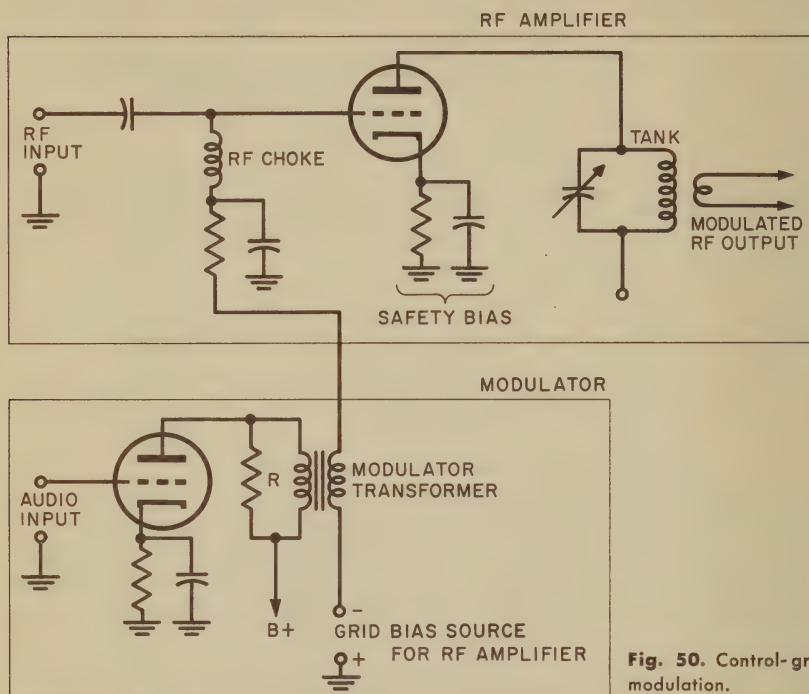 RF AMPLIFIER
RF
INPUT
RF CHOKE
TANK
MODULATED
RF OUTPUT
SAFETY BIAS
MODULATOR
AUDIO
INPUT
R
MODULATOR
TRANSFORMER
B+
-
GRID BIAS SOURCE
+
FOR RF AMPLIFIER
Fig. 50. Control-gr
modulation.